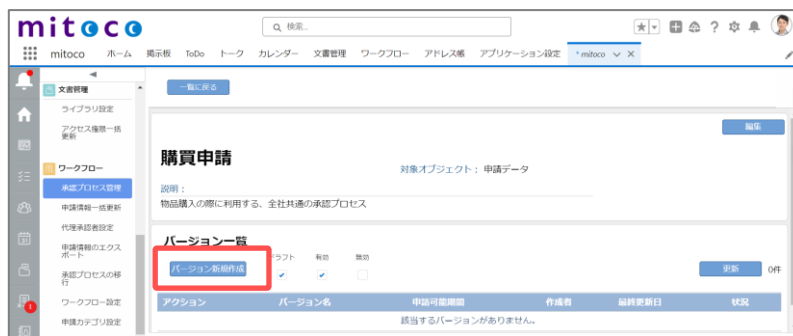 mitoco
検索...
mitoco ホーム 掲示板 ToDo トーク カレンダー 文書管理 ワークフロー アドレス帳 アプリケーション設定 * mitoco
文書管理
ライブラリ設定
アクセス権限一括
更新
ワークフロー
承認プロセス管理
申請情報一括更新
代理承認者設定
申請情報のエクス
ポート
承認プロセスの移
行
ワークフロー設定
申請カテゴリ設定
一覧に戻る
編集
購買申請
対象オブジェクト： 申請データ
説明：
物品購入の際に利用する、全社共通の承認プロセス
バージョン一覧
ドラフト 有効 無効
バージョン新規作成
更新 0件
アクション バージョン名 申請可能期間 作成者 最終更新日 状況
該当するバージョンがありません。